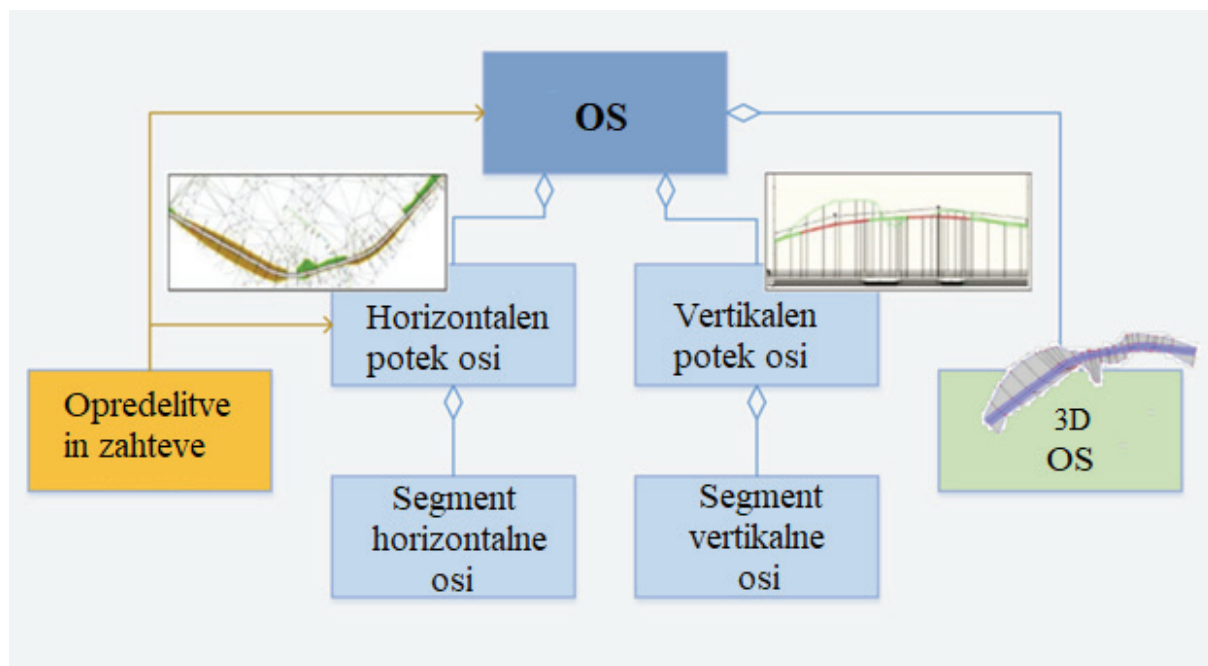 OS
Horizontalen
potek osi
Vertikalen
potek osi
Opredelitve
in zahteve
3D
OS
Segment
horizontalne
osi
Segment
vertikalne
osi